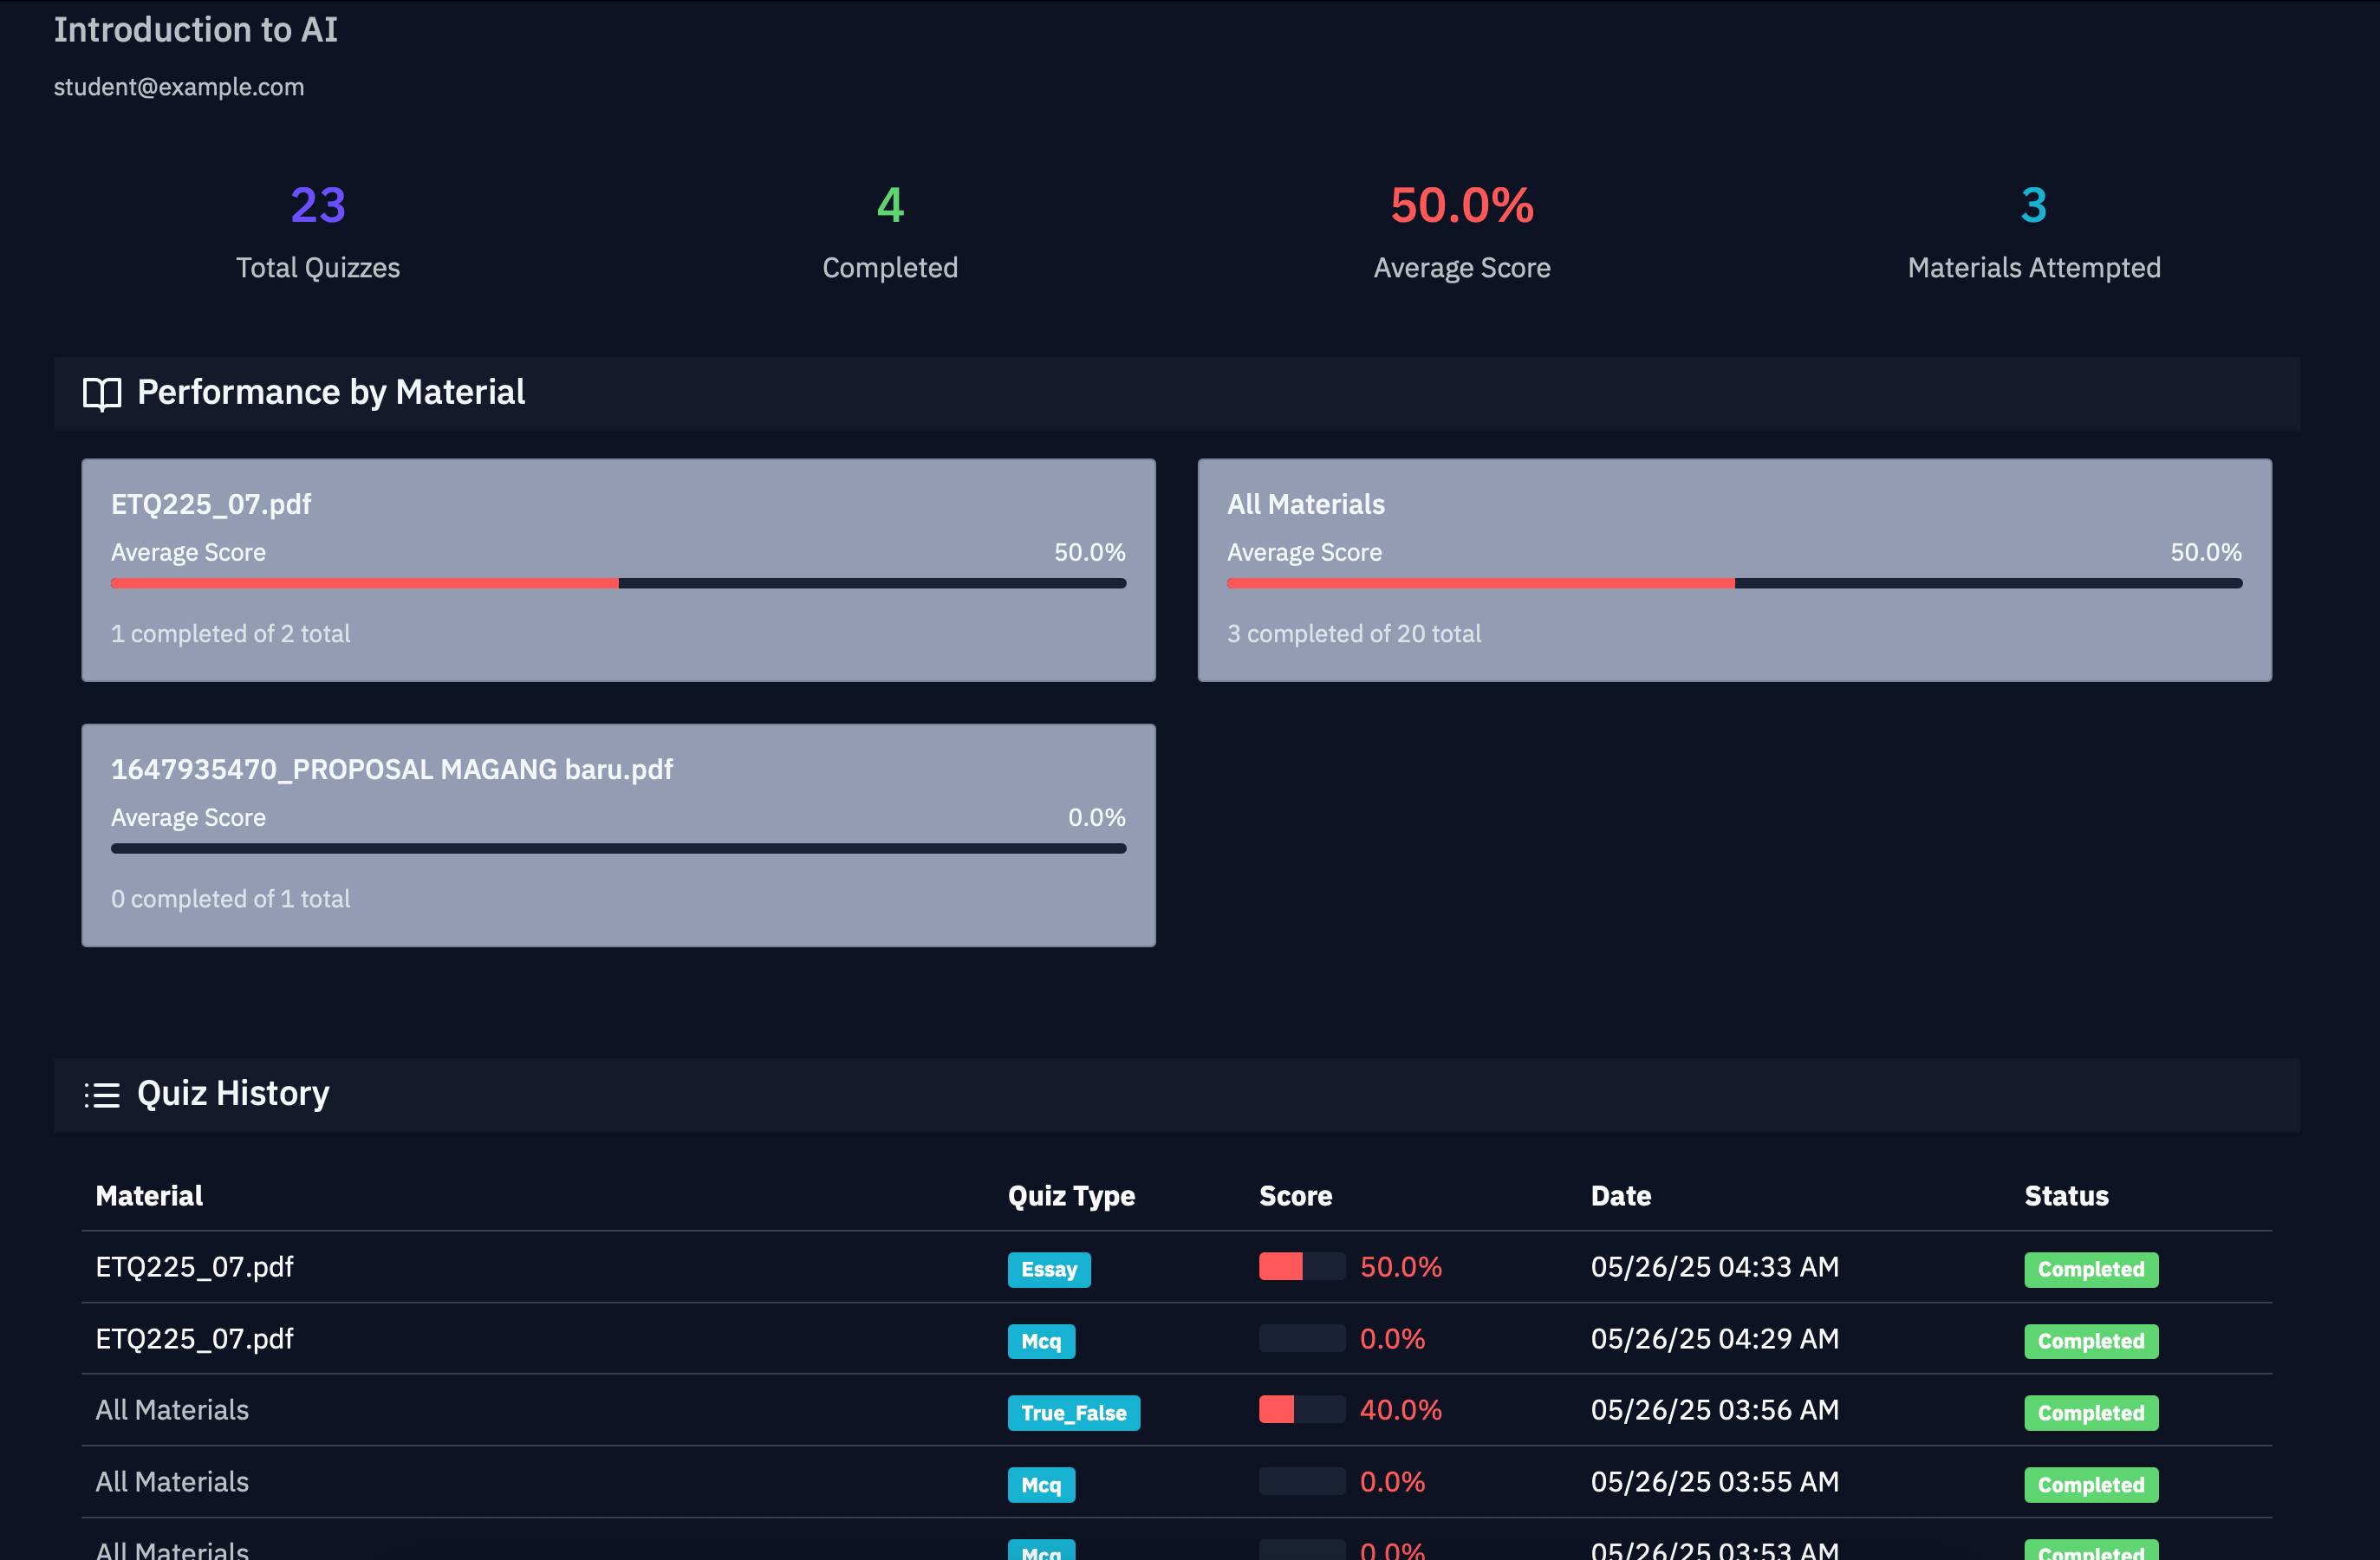 Introduction to AI
student@example.com
23 4 50.0% 3
Total Quizzes Completed Average Score Materials Attempted
Performance by Material
ETQ225_07.pdf
Average Score 50.0%
1 completed of 2 total
All Materials
Average Score 50.0%
3 completed of 20 total
1647935470_PROPOSAL MAGANG baru.pdf
Average Score 0.0%
0 completed of 1 total
Quiz History
Material Quiz Type Score Date Status
ETQ225_07.pdf Essay 50.0% 05/26/25 04:33 AM Completed
ETQ225_07.pdf Mcq 0.0% 05/26/25 04:29 AM Completed
All Materials True_False 40.0% 05/26/25 03:56 AM Completed
All Materials Mcq 0.0% 05/26/25 03:55 AM Completed
All Materials Mcq 0.0% 05/26/25 03:53 AM Completed